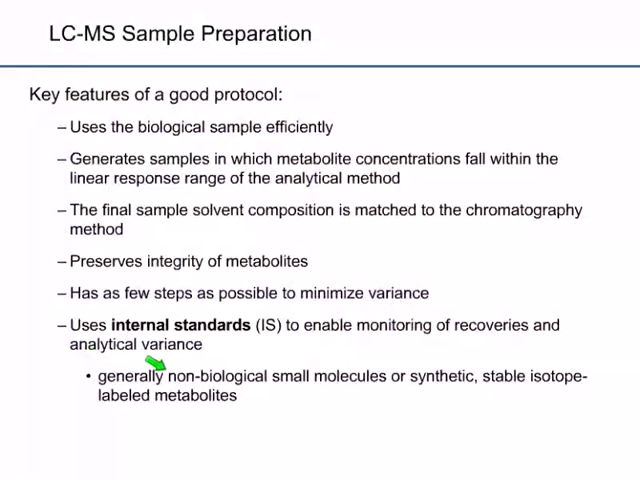 LC-MS Sample Preparation
Key features of a good protocol:
– Uses the biological sample efficiently
– Generates samples in which metabolite concentrations fall within the
linear response range of the analytical method
– The final sample solvent composition is matched to the chromatography
method
– Preserves integrity of metabolites
– Has as few steps as possible to minimize variance
– Uses internal standards (IS) to enable monitoring of recoveries and
analytical variance
• generally non-biological small molecules or synthetic, stable isotope-
labeled metabolites